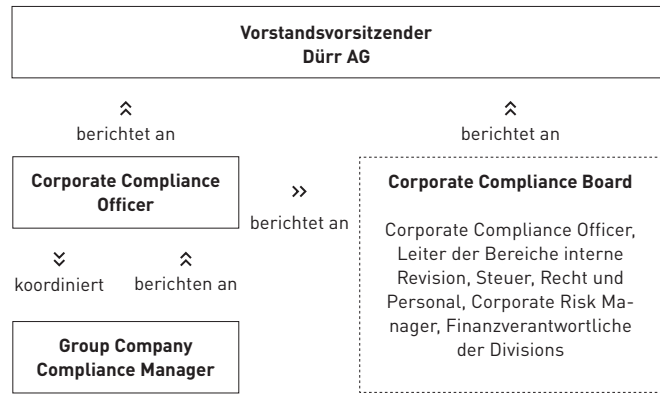 Vorstandsvorsitzender
Dürr AG
berichtet an
berichtet an
Corporate Compliance
Officer
berichtet an
Corporate Compliance Board
Corporate Compliance Officer,
Leiter der Bereiche interne
Revision, Steuer, Recht und
Personal, Corporate Risk Ma-
nager, Finanzverantwortliche
der Divisions
koordiniert
berichten an
Group Company
Compliance Manager